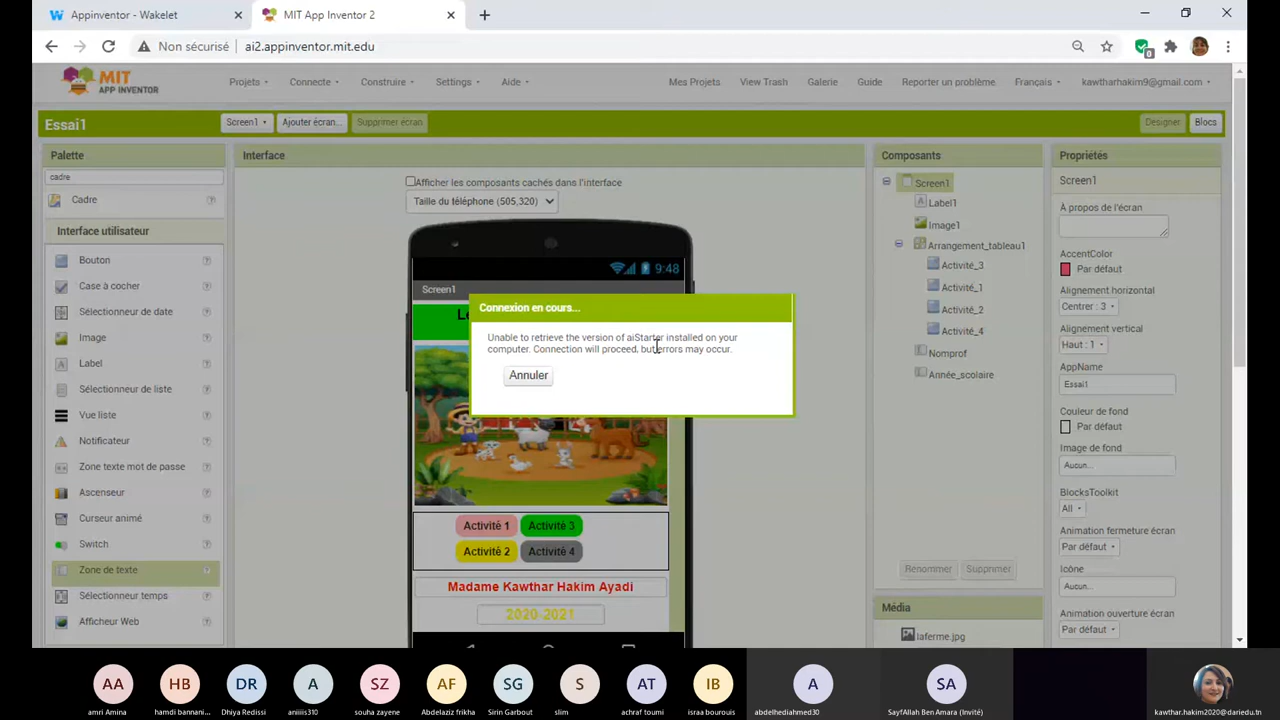 Appinventor - Wakelet
MIT App Inventor 2
Non sécurisé
ai2.appinventor.mit.edu
0
MIT
APP INVENTOR
Projets
Connecte
Construire
Settings
Aide
Mes Projets
View Trash
Galerie
Guide
Reporter un problème
Français
kawtharhakim9@gmail.com
Essai1
Screen1
Ajouter écran...
Supprimer écran
Designer
Blocs
Palette
Interface
Composants
Propriétés
cadre
Cadre
Interface utilisateur
Bouton
Case à cocher
Sélectionneur de date
Image
Label
Sélectionneur de liste
Vue liste
Notificateur
Zone texte mot de passe
Ascenseur
Curseur animé
Switch
Zone de texte
Sélectionneur temps
Afficheur Web
Afficher les composants cachés dans l'interface
Taille du téléphone (505,320)
9:48
Screen1
Connexion en cours...
Unable to retrieve the version of aiStarter installed on your
computer. Connection will proceed, but errors may occur.
Annuler
Activité 1
Activité 3
Activité 2
Activité 4
Madame Kawthar Hakim Ayadi
2020-2021
Screen1
Label1
Image1
Arrangement_tableau1
Activité_3
Activité_1
Activité_2
Activité_4
Nomprof
Année_scolaire
Renommer
Supprimer
Média
laferme.jpg
Screen1
À propos de l'écran
AccentColor
Par défaut
Alignement horizontal
Centrer : 3
Alignement vertical
Haut : 1
AppName
Essai1
Couleur de fond
Par défaut
Image de fond
Aucun...
BlocksToolkit
All
Animation fermeture écran
Par défaut
Icône
Aucun...
Animation ouverture écran
Par défaut
AA
HB
DR
A
SZ
AF
SG
S
AT
IB
A
SA
amri Amina
hamdi bannani...
Dhiya Redissi
aniiiis310
souha zayene
Abdelaziz frikha
Sirin Garbout
slim
achraf toumi
israa bourouis
abdelhediahmed30
SayfAllah Ben Amara (Invité)
kawthar.hakim2020@dariedu.tn